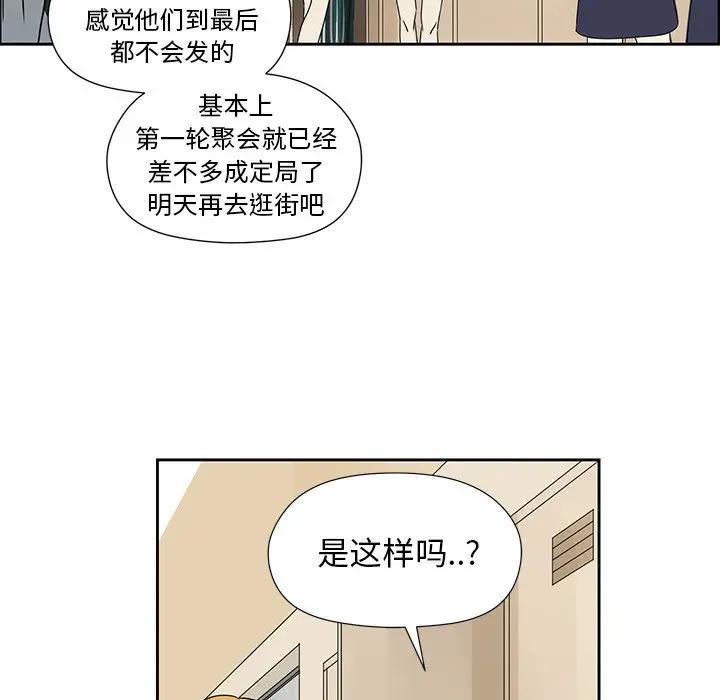 感觉他们到最后
都不会发的
基本上
第一轮聚会就已经
差不多成定局了
明天再去逛街吧
是这样吗..?